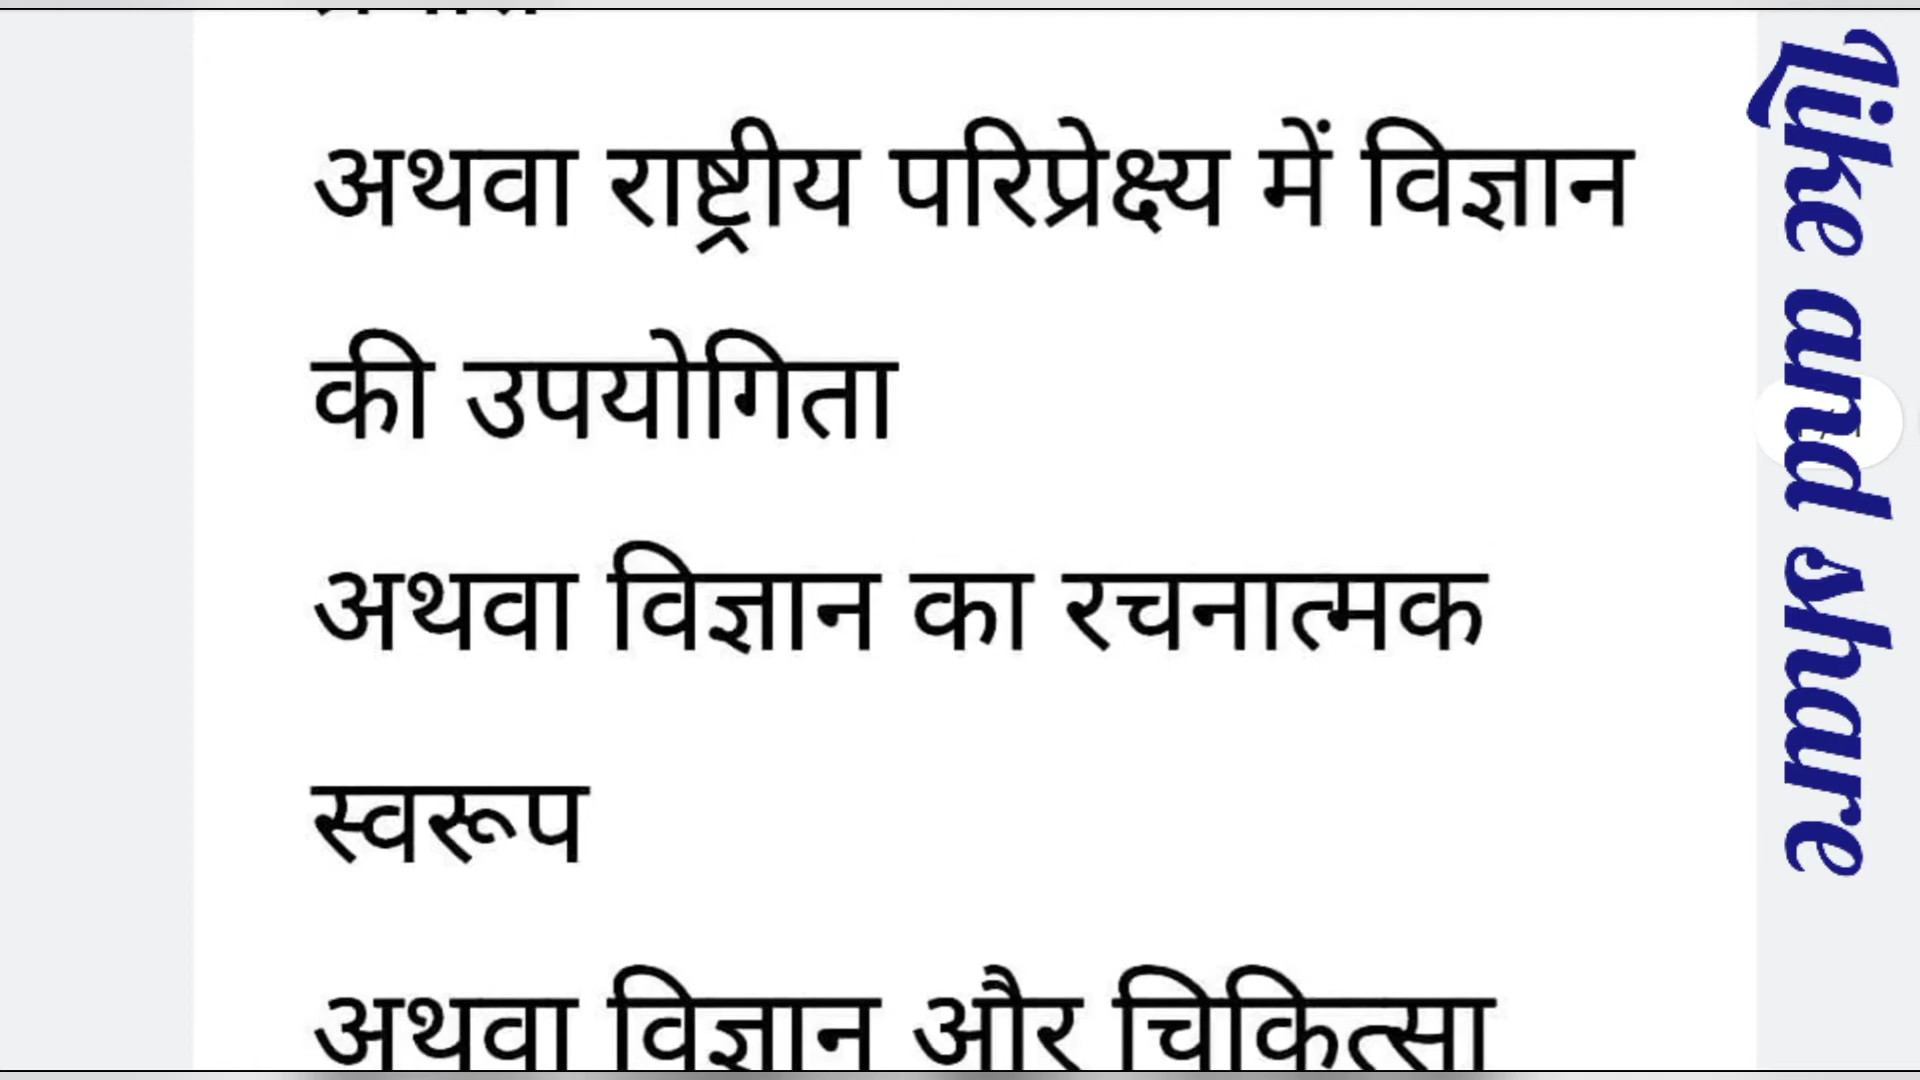 अथवा राष्ट्रीय परिप्रेक्ष्य में विज्ञान
की उपयोगिता
अथवा विज्ञान का रचनात्मक
स्वरूप
अथवा विज्ञान और चिकित्सा
Like and share